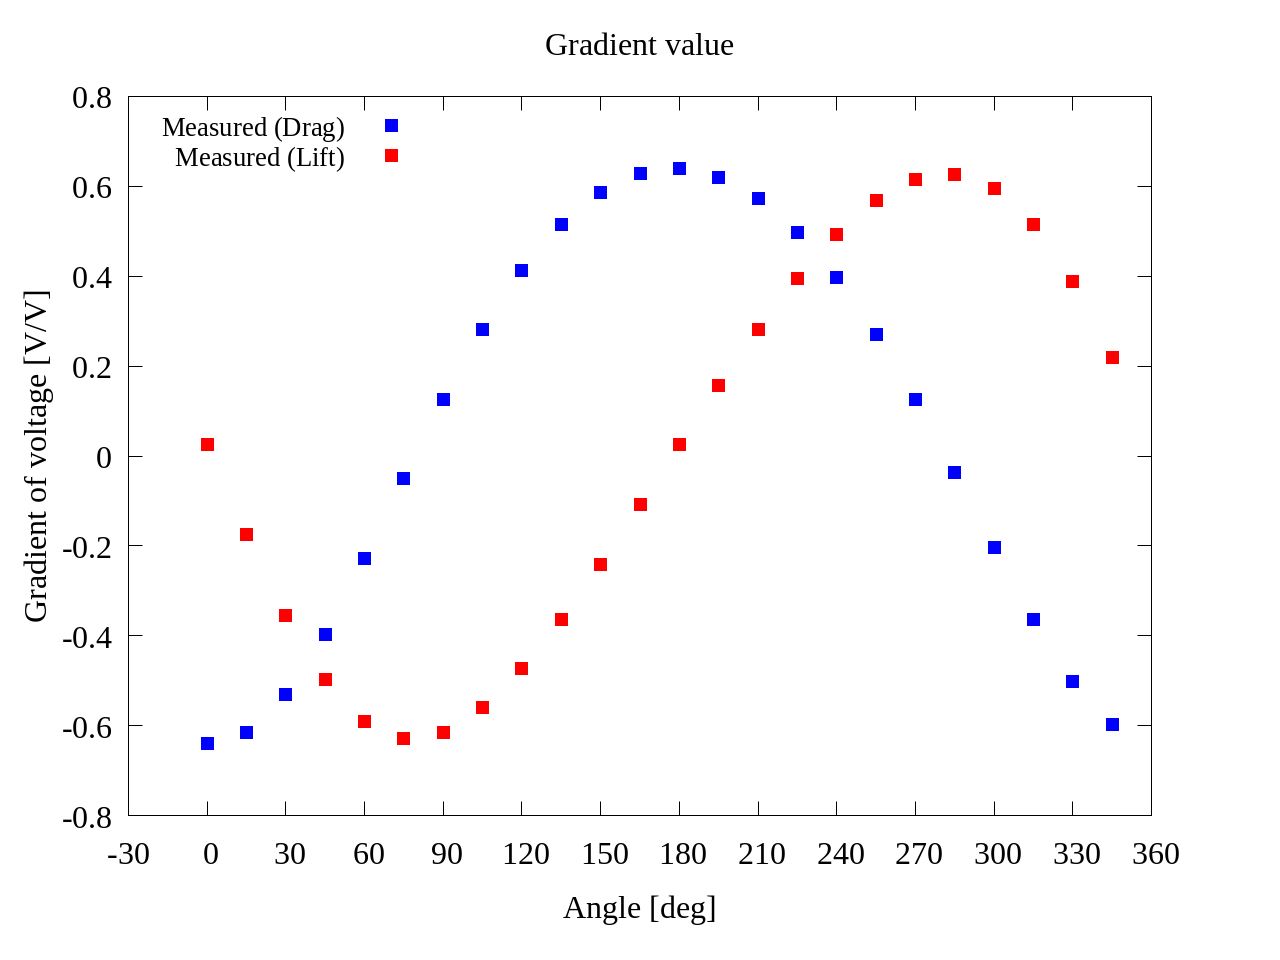 Gradient value
Measured (Drag)
Measured (Lift)
0.8
0.6
0.4
0.2
0
-0.2
-0.4
-0.6
-0.8
Gradient of voltage [V/V]
-30 0 30 60 90 120 150 180 210 240 270 300 330 360
Angle [deg]